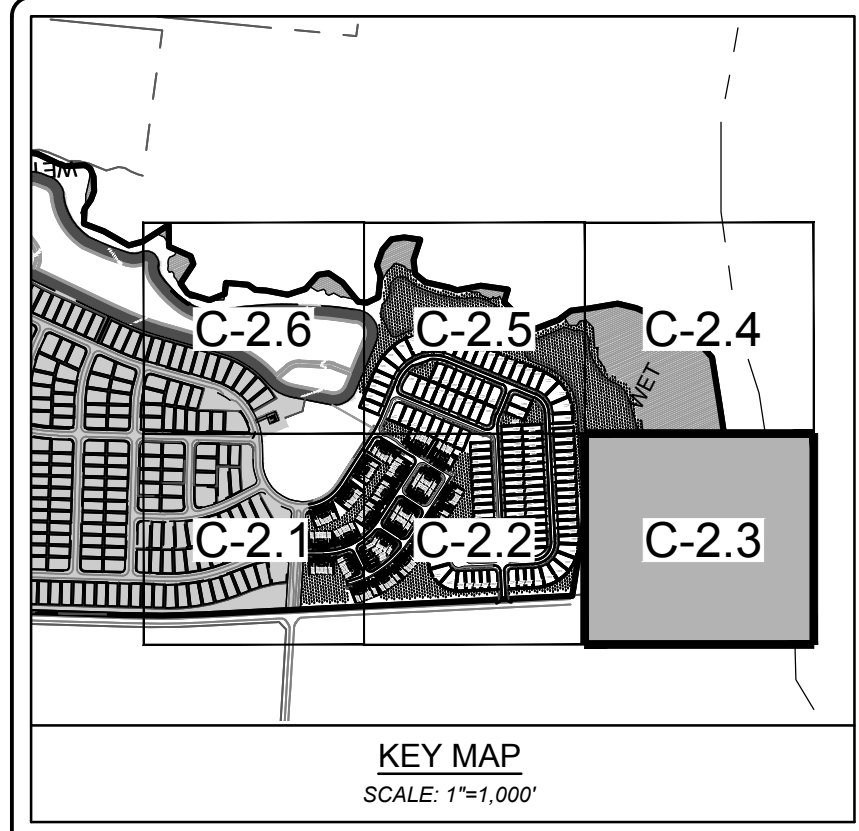 WET
C-2.6
C-2.5
C-2.4
WET
C-2.1
C-2.2
C-2.3
KEY MAP
SCALE: 1"=1,000'